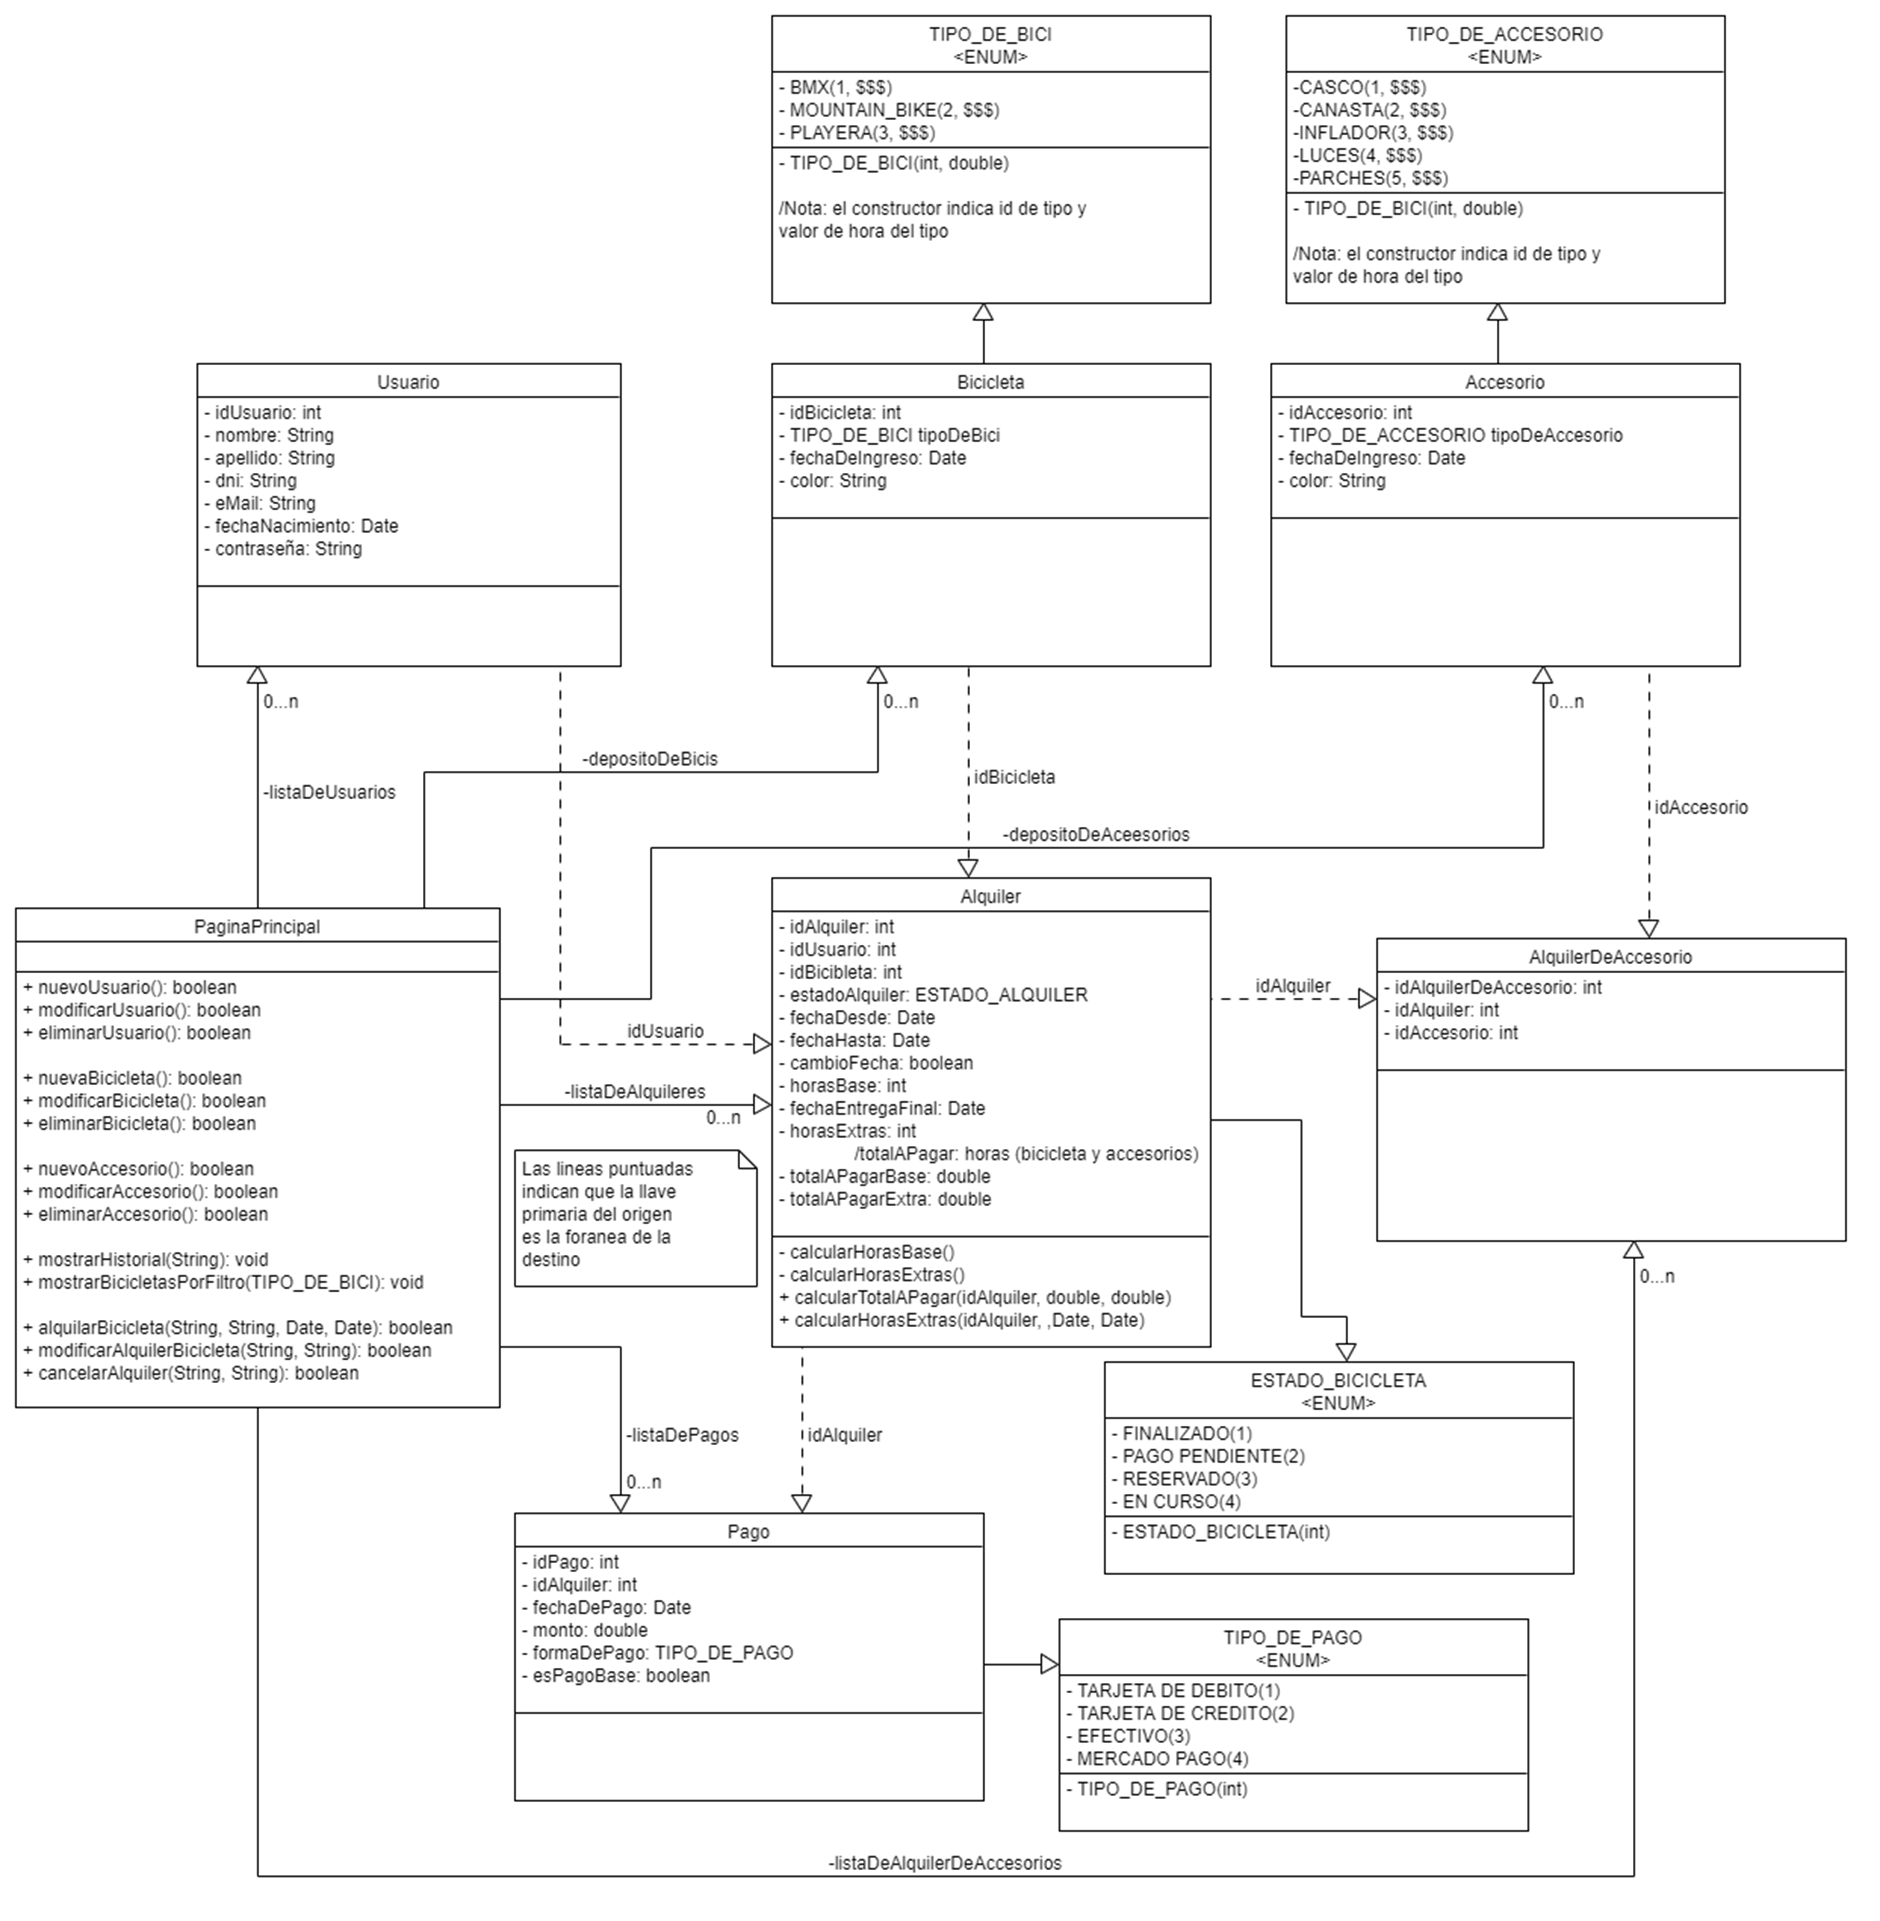 TIPO_DE_BICI
<ENUM>
- BMX(1, $$$)
- MOUNTAIN_BIKE(2, $$$)
- PLAYERA(3, $$$)
- TIPO_DE_BICI(int, double)
/Nota: el constructor indica id de tipo y
valor de hora del tipo
TIPO_DE_ACCESORIO
<ENUM>
-CASCO(1, $$$)
-CANASTA(2, $$$)
-INFLADOR(3, $$$)
-LUCES(4, $$$)
-PARCHES(5, $$$)
- TIPO_DE_BICI(int, double)
/Nota: el constructor indica id de tipo y
valor de hora del tipo
Usuario
- idUsuario: int
- nombre: String
- apellido: String
- dni: String
- eMail: String
- fechaNacimiento: Date
- contraseña: String
Bicicleta
- idBicicleta: int
- TIPO_DE_BICI tipoDeBici
- fechaDeIngreso: Date
- color: String
Accesorio
- idAccesorio: int
- TIPO_DE_ACCESORIO tipoDeAccesorio
- fechaDeIngreso: Date
- color: String
0...n
0...n
0...n
-depositoDeBicis
idBicicleta
-listaDeUsuarios
idAccesorio
-depositoDeAceesorios
PaginaPrincipal
+ nuevoUsuario(): boolean
+ modificarUsuario(): boolean
+ eliminarUsuario(): boolean
+ nuevaBicicleta(): boolean
+ modificarBicicleta(): boolean
+ eliminarBicicleta(): boolean
+ nuevoAccesorio(): boolean
+ modificarAccesorio(): boolean
+ eliminarAccesorio(): boolean
+ mostrarHistorial(String): void
+ mostrarBicicletasPorFiltro(TIPO_DE_BICI): void
+ alquilarBicicleta(String, String, Date, Date): boolean
+ modificarAlquilerBicicleta(String, String): boolean
+ cancelarAlquiler(String, String): boolean
idUsuario
-listaDeAlquileres
0...n
Las lineas puntuadas
indican que la llave
primaria del origen
es la foranea de la
destino
Alquiler
- idAlquiler: int
- idUsuario: int
- idBicibleta: int
- estadoAlquiler: ESTADO_ALQUILER
- fechaDesde: Date
- fechaHasta: Date
- cambioFecha: boolean
- horasBase: int
- fechaEntregaFinal: Date
- horasExtras: int
/totalAPagar: horas (bicicleta y accesorios)
- totalAPagarBase: double
- totalAPagarExtra: double
- calcularHorasBase()
- calcularHorasExtras()
+ calcularTotalAPagar(idAlquiler, double, double)
+ calcularHorasExtras(idAlquiler, ,Date, Date)
idAlquiler
AlquilerDeAccesorio
- idAlquilerDeAccesorio: int
- idAlquiler: int
- idAccesorio: int
0...n
ESTADO_BICICLETA
<ENUM>
- FINALIZADO(1)
- PAGO PENDIENTE(2)
- RESERVADO(3)
- EN CURSO(4)
- ESTADO_BICICLETA(int)
-listaDePagos
0...n
idAlquiler
Pago
- idPago: int
- idAlquiler: int
- fechaDePago: Date
- monto: double
- formaDePago: TIPO_DE_PAGO
- esPagoBase: boolean
TIPO_DE_PAGO
<ENUM>
- TARJETA DE DEBITO(1)
- TARJETA DE CREDITO(2)
- EFECTIVO(3)
- MERCADO PAGO(4)
- TIPO_DE_PAGO(int)
-listaDeAlquilerDeAccesorios